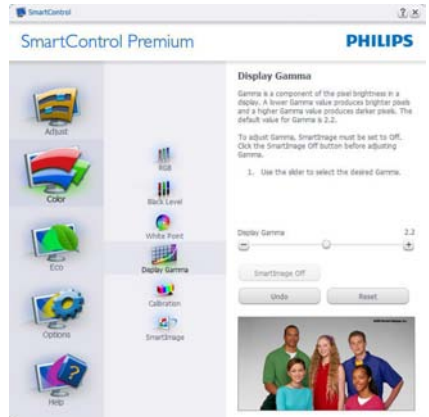 SmartControl
SmartControl Premium
PHILIPS
Adjust
Color
Eco
Options
Help
RGB
Black Level
White Point
Display Gamma
Calibration
SmartImage
Display Gamma
Gamma is a component of the pixel brightness in a
display. A lower Gamma value produces brighter pixels
and a higher Gamma value produces darker pixels. The
default value for Gamma is 2.2.
To adjust Gamma, SmartImage must be set to Off.
Click the SmartImage Off button before adjusting
Gamma.
1. Use the slider to select the desired Gamma.
Display Gamma 2.2
SmartImage Off
Undo
Reset